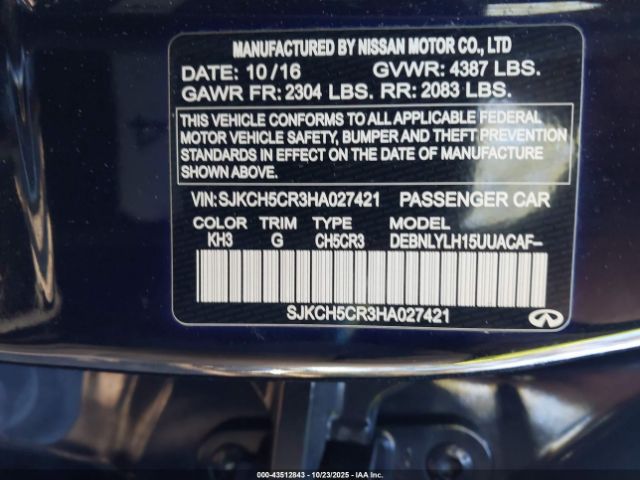 MANUFACTURED BY NISSAN MOTOR CO., LTD
DATE: 10/16 GVWR: 4387 LBS.
GAWR FR: 2304 LBS. RR: 2083 LBS.
THIS VEHICLE CONFORMS TO ALL APPLICABLE FEDERAL
MOTOR VEHICLE SAFETY, BUMPER AND THEFT PREVENTION
STANDARDS IN EFFECT ON THE DATE OF MANUFACTURE
SHOWN ABOVE.
VIN: SJKCH5CR3HA027421 PASSENGER CAR
COLOR TRIM TYPE MODEL
KH3 G CH5CR3 DEBNLYLH15UUACAF–
SJKCH5CR3HA027421
000-43512843 - 10/23/2025 - IAA Inc.